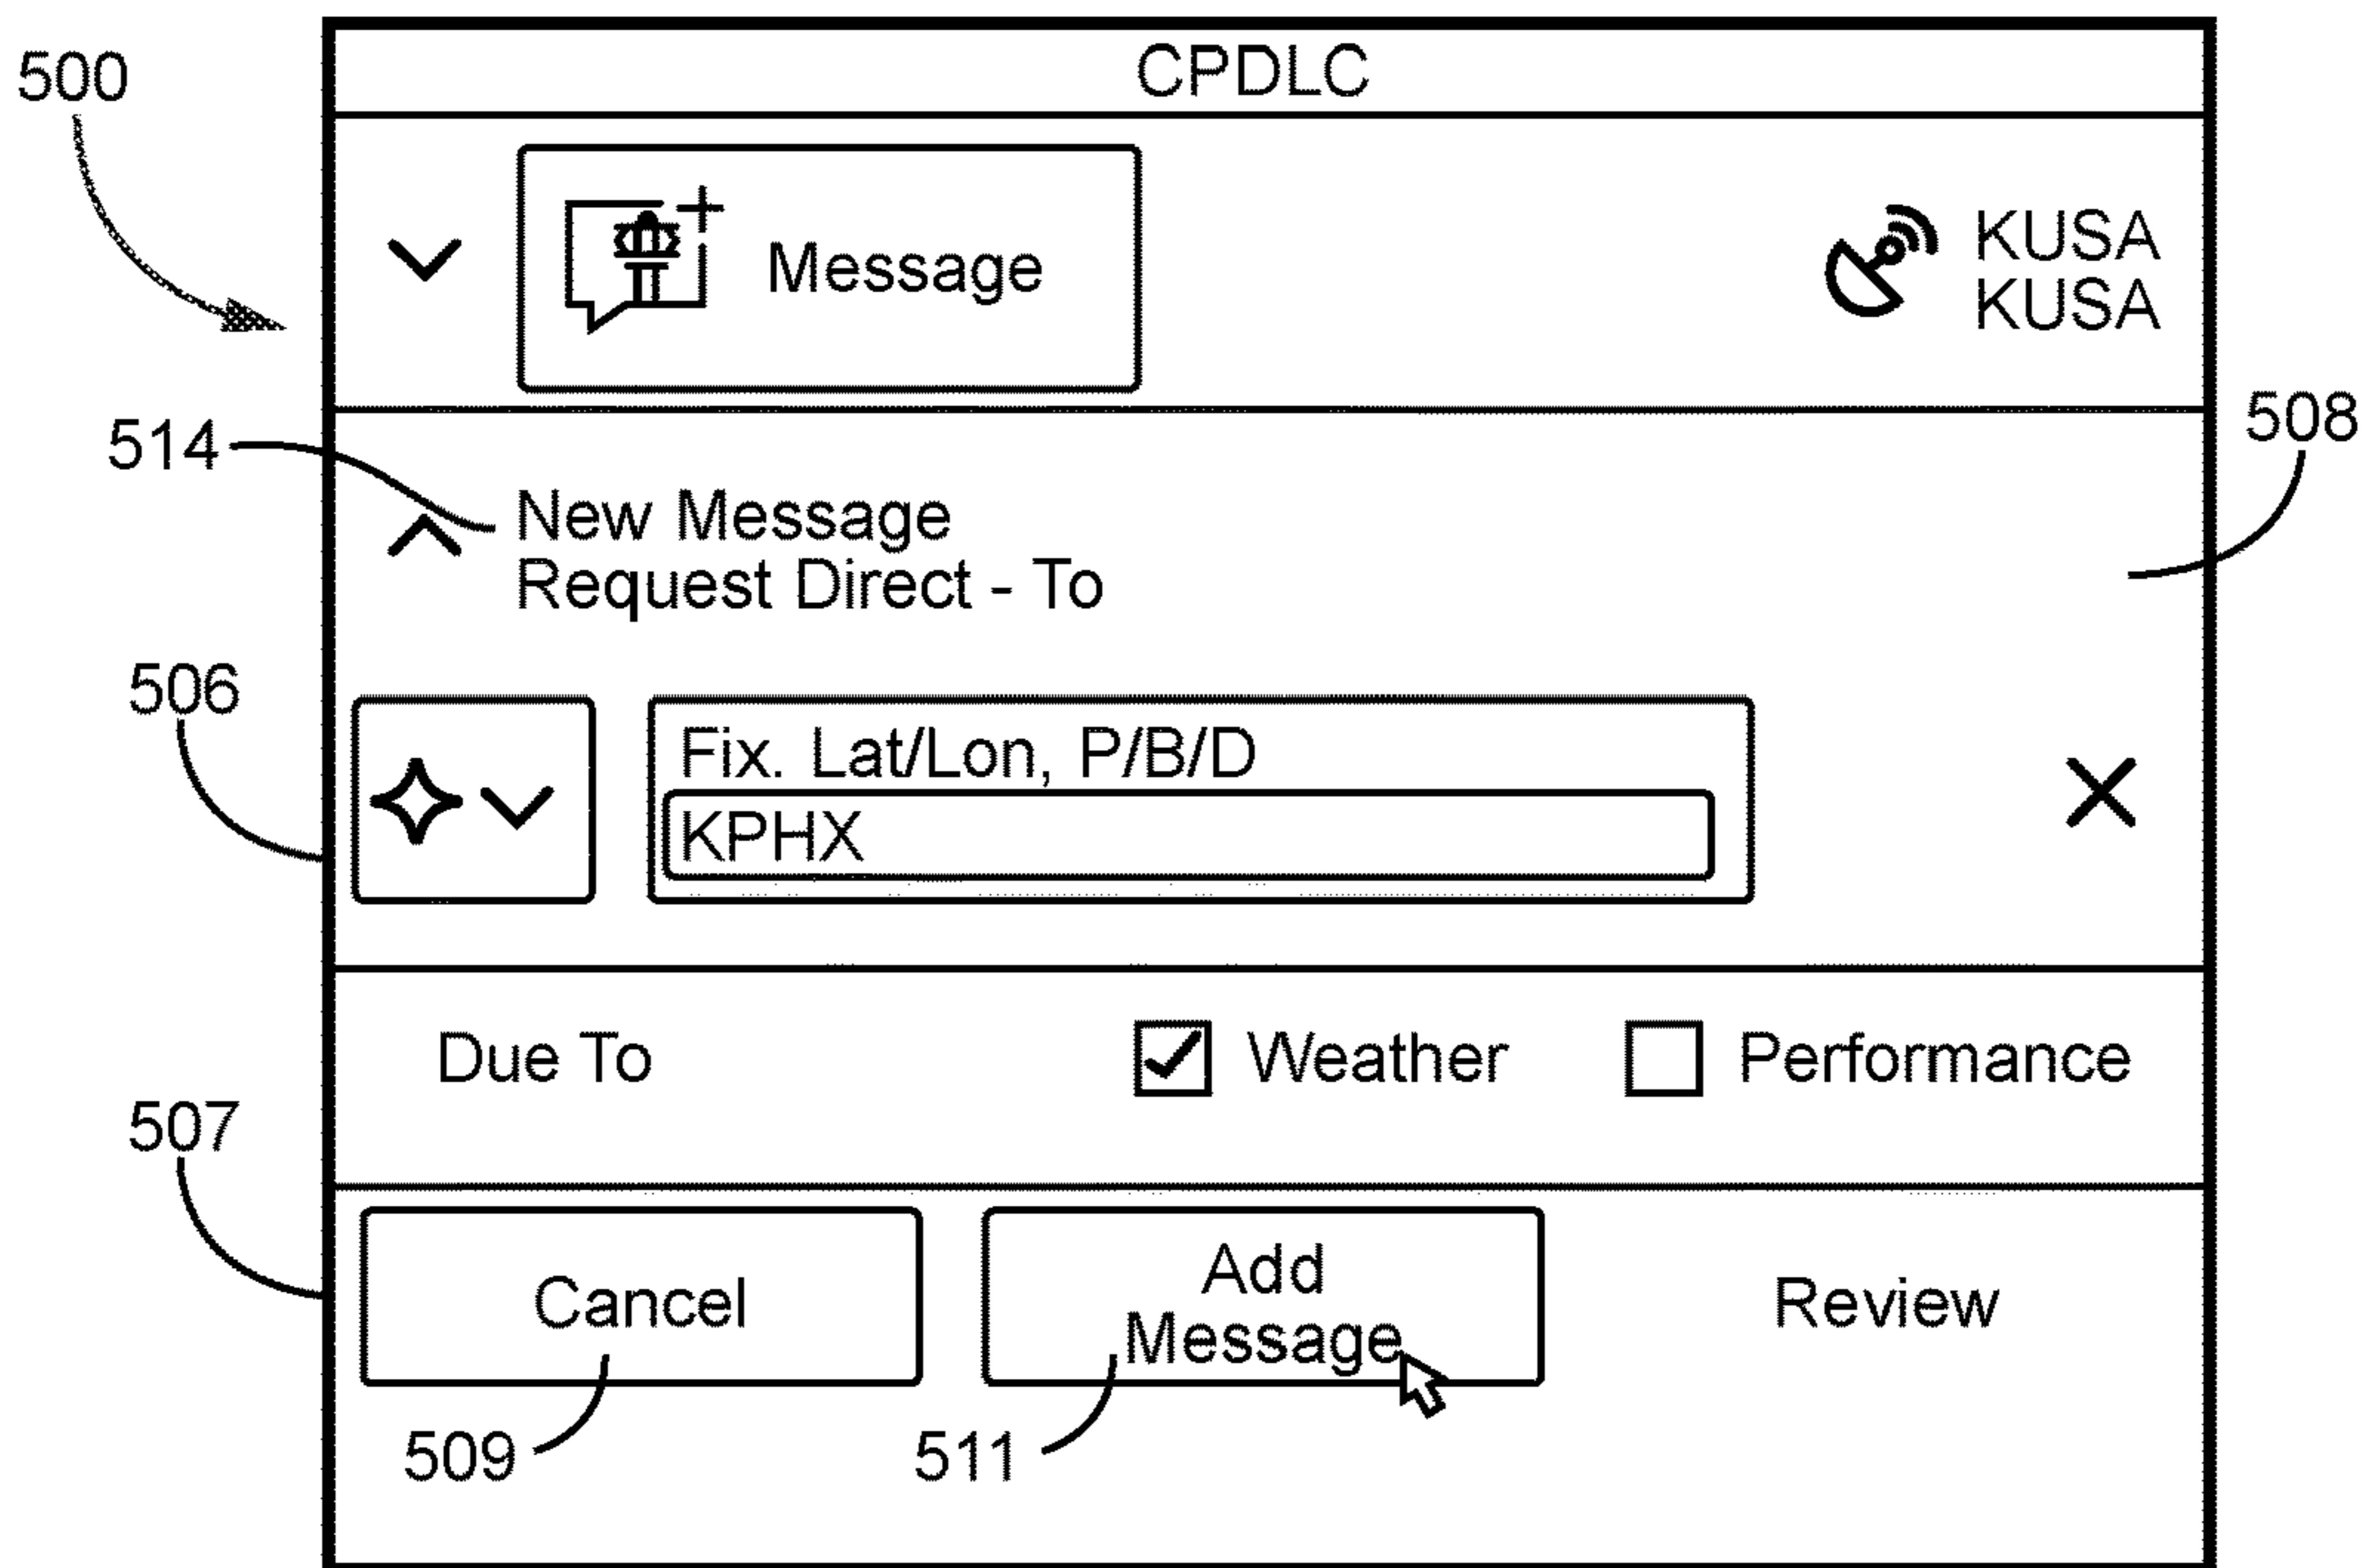 CPDLC
500
Message
KUSA
KUSA
514
508
New Message
Request Direct - To
506
Fix. Lat/Lon, P/B/D
KPHX
Due To
Weather
Performance
507
Cancel
Add
Message
Review
509
511